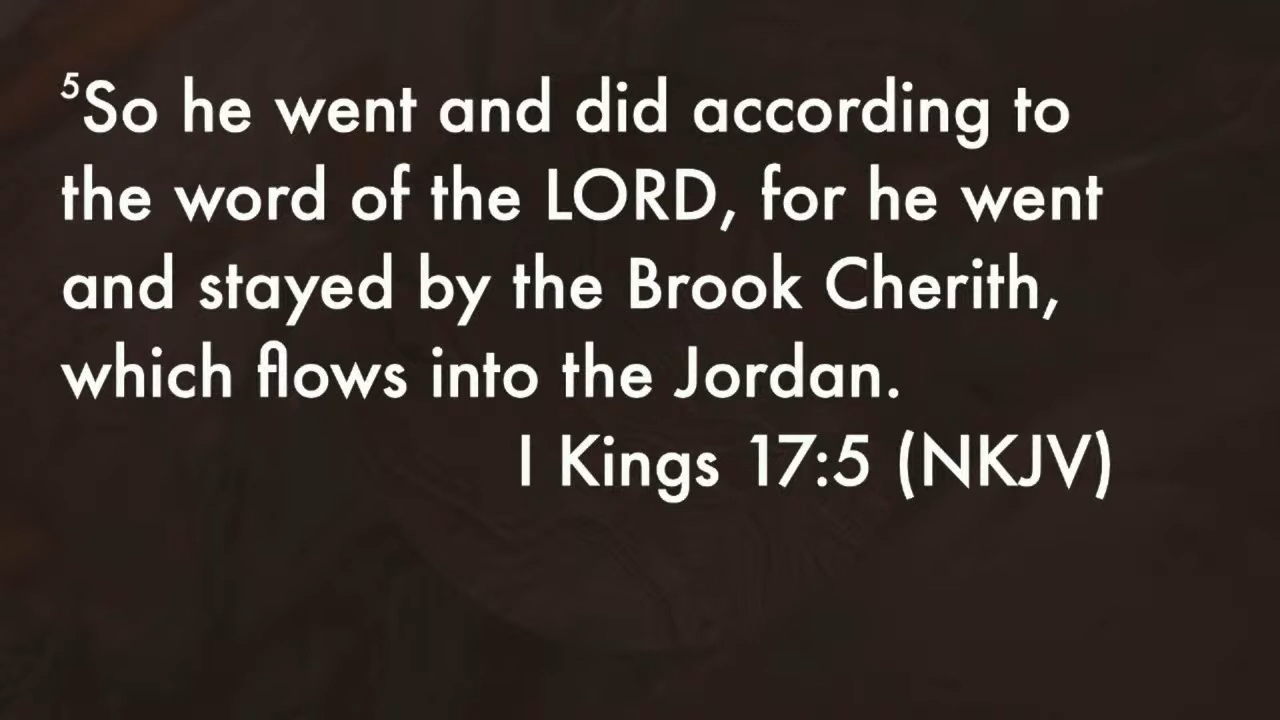 ⁵So he went and did according to
the word of the LORD, for he went
and stayed by the Brook Cherith,
which flows into the Jordan.
I Kings 17:5 (NKJV)